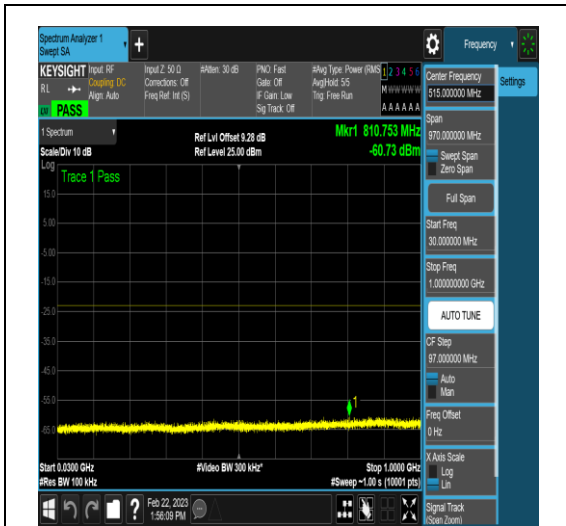 Spectrum Analyzer 1
Swept SA
Frequency
KEYSIGHT
RL
PASS
Input: RF
Coupling: DC
Align: Auto
Input Z: 50 Ω
Corrections: Off
Freq Ref: Int (S)
#Atten: 30 dB
PNO: Fast
Gate: Off
IF Gain: Low
Sig Track: Off
#Avg Type: Power (RMS
Avg|Hold: 5/5
Trig: Free Run
1 2 3 4 5 6
M W W W W W
A A A A A A
Center Frequency
515.000000 MHz
Settings
Span
970.000000 MHz
Swept Span
Zero Span
Full Span
Start Freq
30.000000 MHz
Stop Freq
1.000000000 GHz
AUTO TUNE
CF Step
97.000000 MHz
Auto
Man
Freq Offset
0 Hz
X Axis Scale
Log
Lin
Signal Track
(Span Zoom)
1 Spectrum
Scale/Div 10 dB
Ref Lvl Offset 9.28 dB
Ref Level 25.00 dBm
Mkr1 810.753 MHz
-60.73 dBm
Log
Trace 1 Pass
15.0
5.00
-5.00
-15.0
-25.0
-35.0
-45.0
-55.0
-65.0
1
Start 0.0300 GHz
#Res BW 100 kHz
#Video BW 300 kHz*
Stop 1.0000 GHz
#Sweep ~1.00 s (10001 pts)
Feb 22, 2023
1:56:09 PM